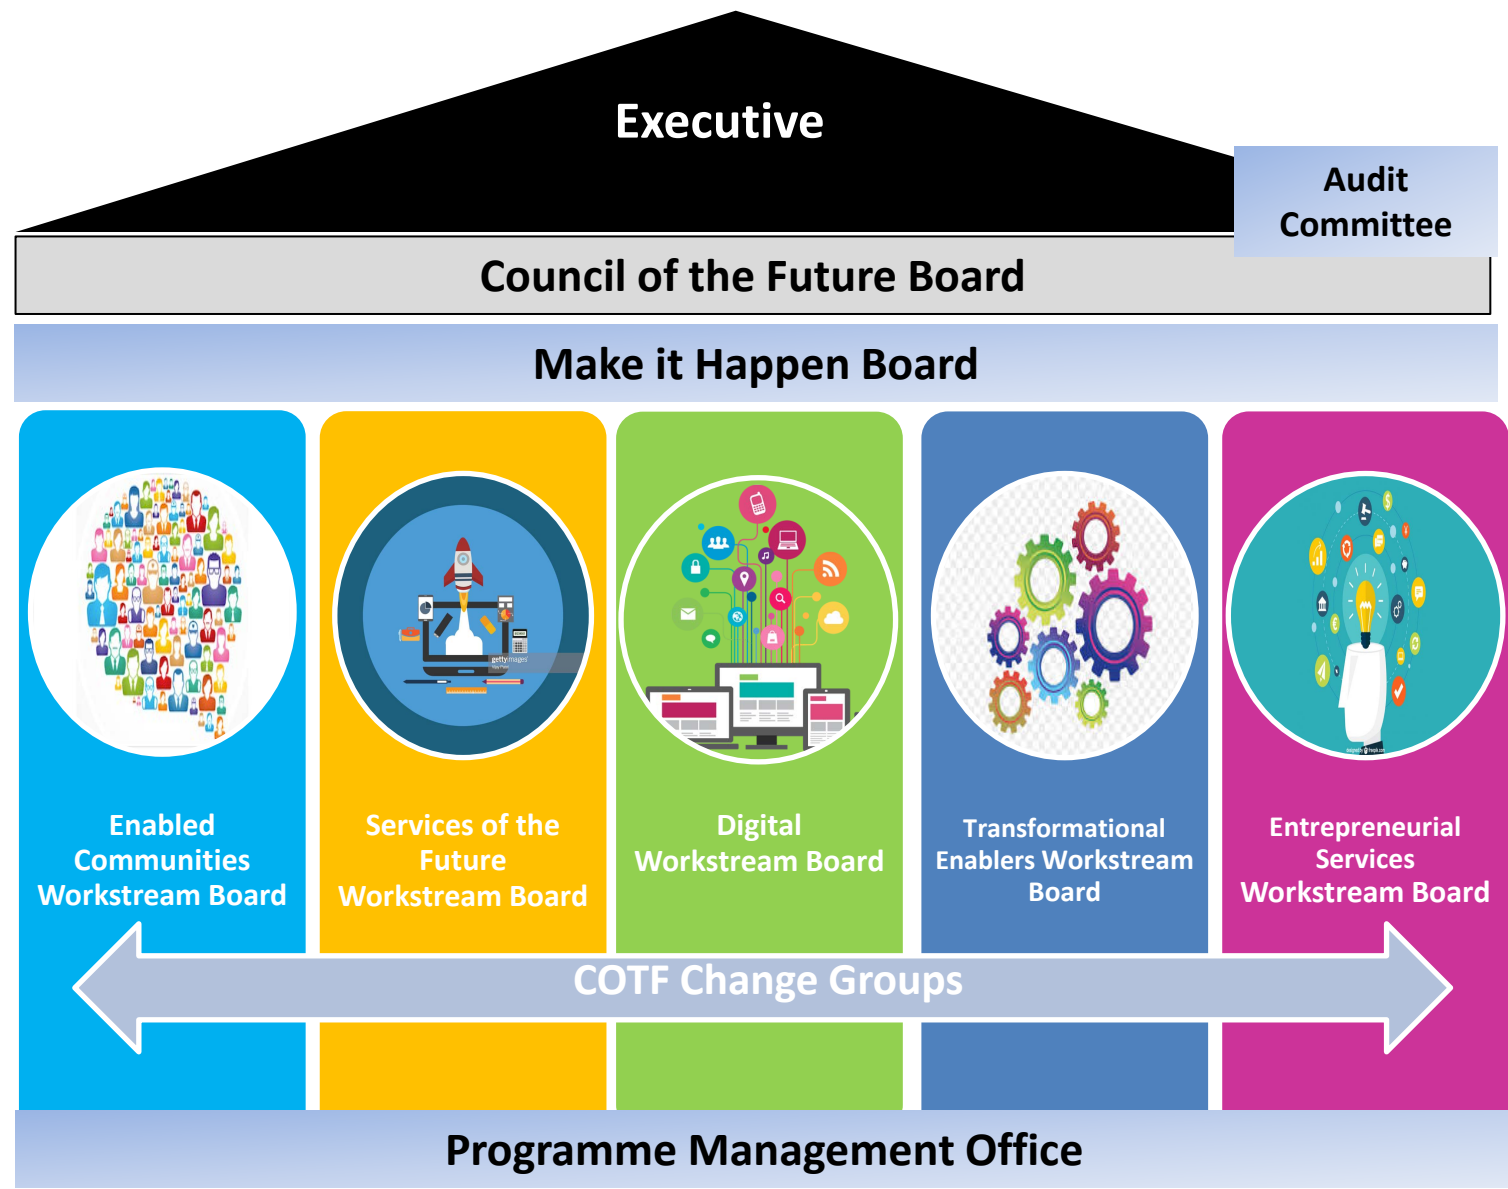 Executive
Audit
Committee
Council of the Future Board
Make it Happen Board
gettyimages
Enabled
Communities
Workstream Board
Services of the
Future
Workstream Board
Digital
Workstream Board
Transformational
Enablers Workstream
Board
Entrepreneurial
Services
Workstream Board
COTF Change Groups
Programme Management Office